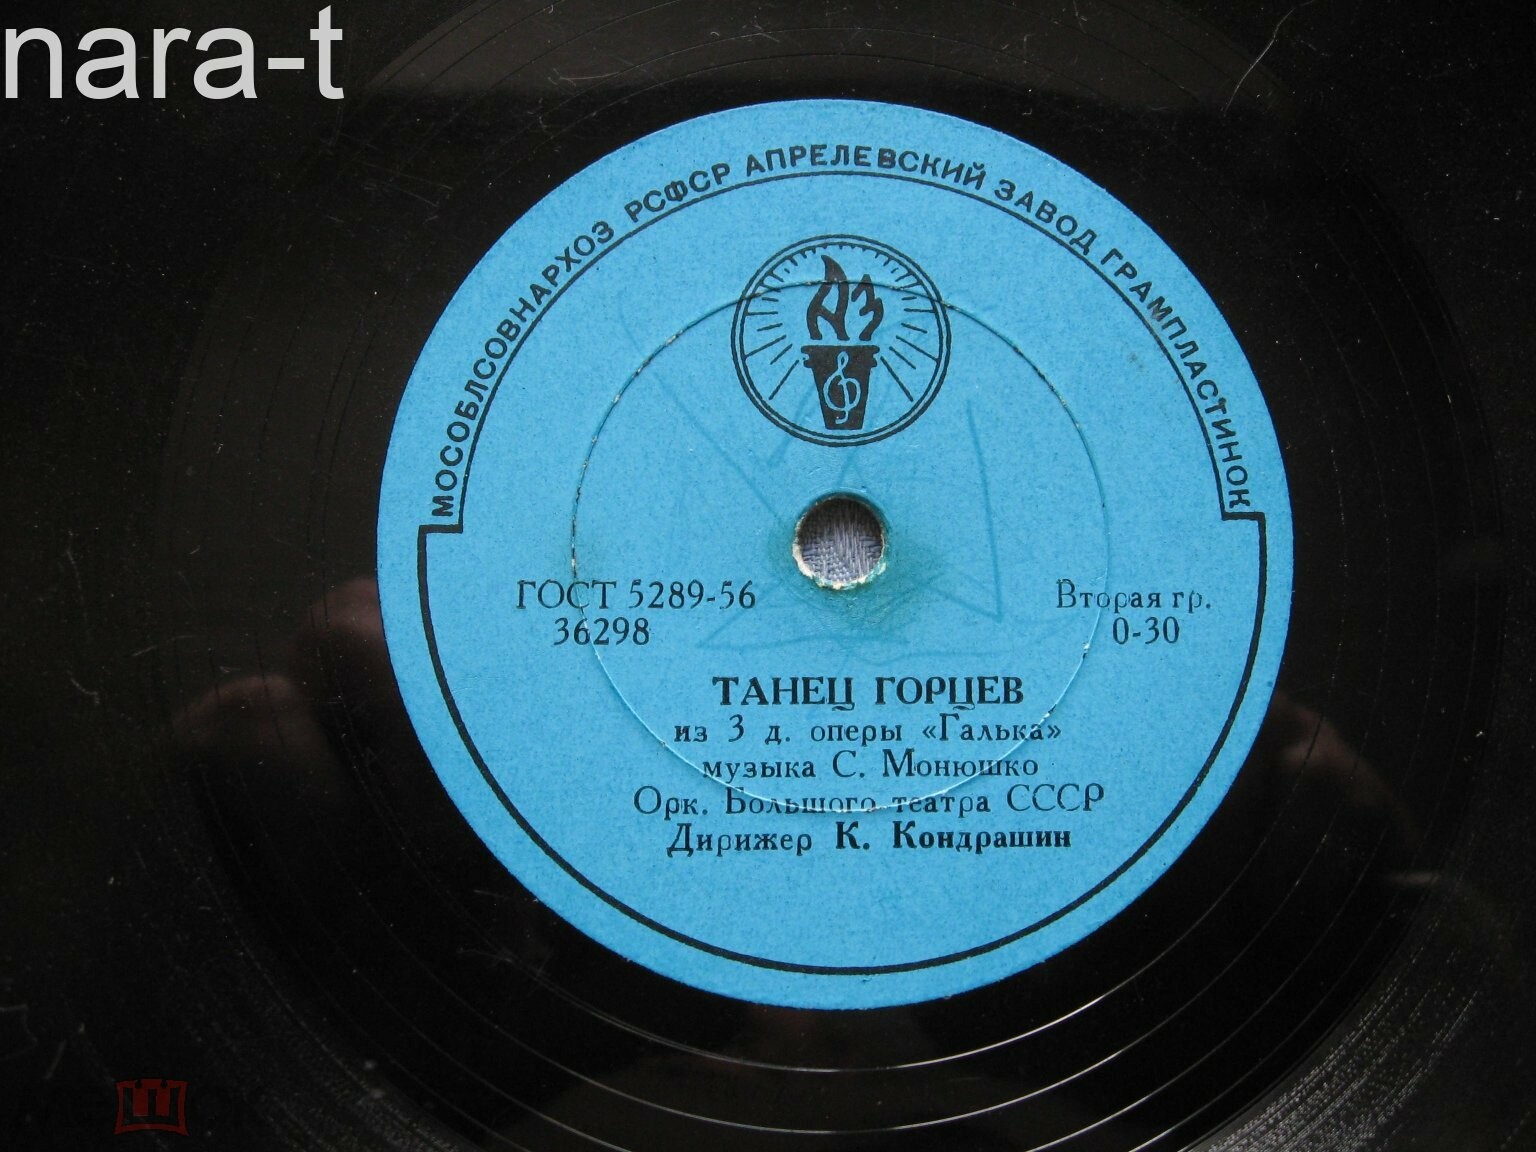 nara-t
МОСОБЛСОВНАРХОЗ РСФСР АПРЕЛЕВСКИЙ ЗАВОД ГРАМПЛАСТИНОК
АЗ
ГОСТ 5289-56
36298
Вторая гр.
0-30
ТАНЕЦ ГОРЦЕВ
из 3 д. оперы «Галька»
музыка С. Монюшко
Орк. Большого театра СССР
Дирижер К. Кондрашин